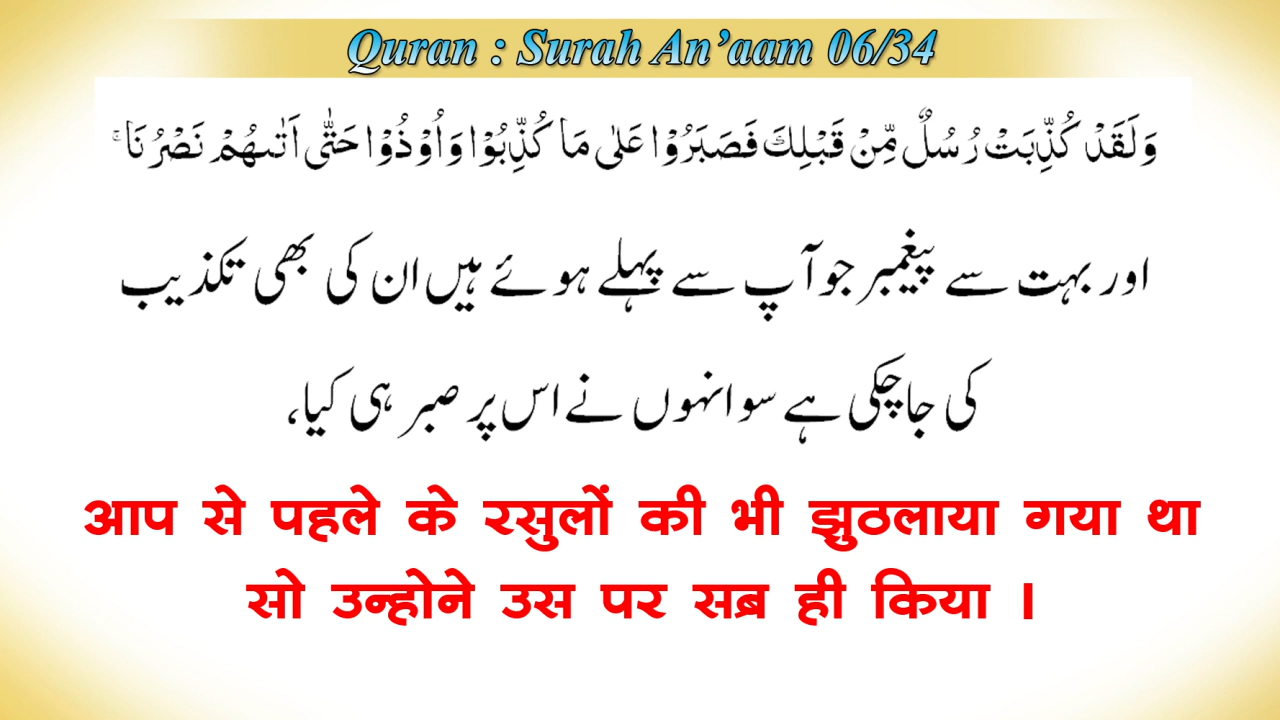 Quran : Surah An’aam 06/34
وَلَقَدْ كُذِّبَتْ رُسُلٌ مِّنْ قَبْلِكَ فَصَبَرُوْا عَلٰی مَا كُذِّبُوْا وَاُوْذُوْا حَتّٰۤی اَتٰىهُمْ نَصْرُنَا ۚ
اور بہت سے پیغمبر جو آپ سے پہلے ہوئے ہیں ان کی بھی تکذیب
کی جاچکی ہے سو انہوں نے اس پر صبر ہی کیا،
आप से पहले के रसुलों की भी झुठलाया गया था
सो उन्होने उस पर सब्र ही किया ।